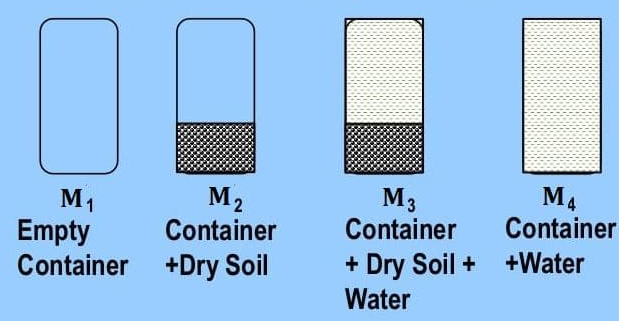 M1
Empty
Container
M2
Container
+Dry Soil
M3
Container
+ Dry Soil +
Water
M4
Container
+Water